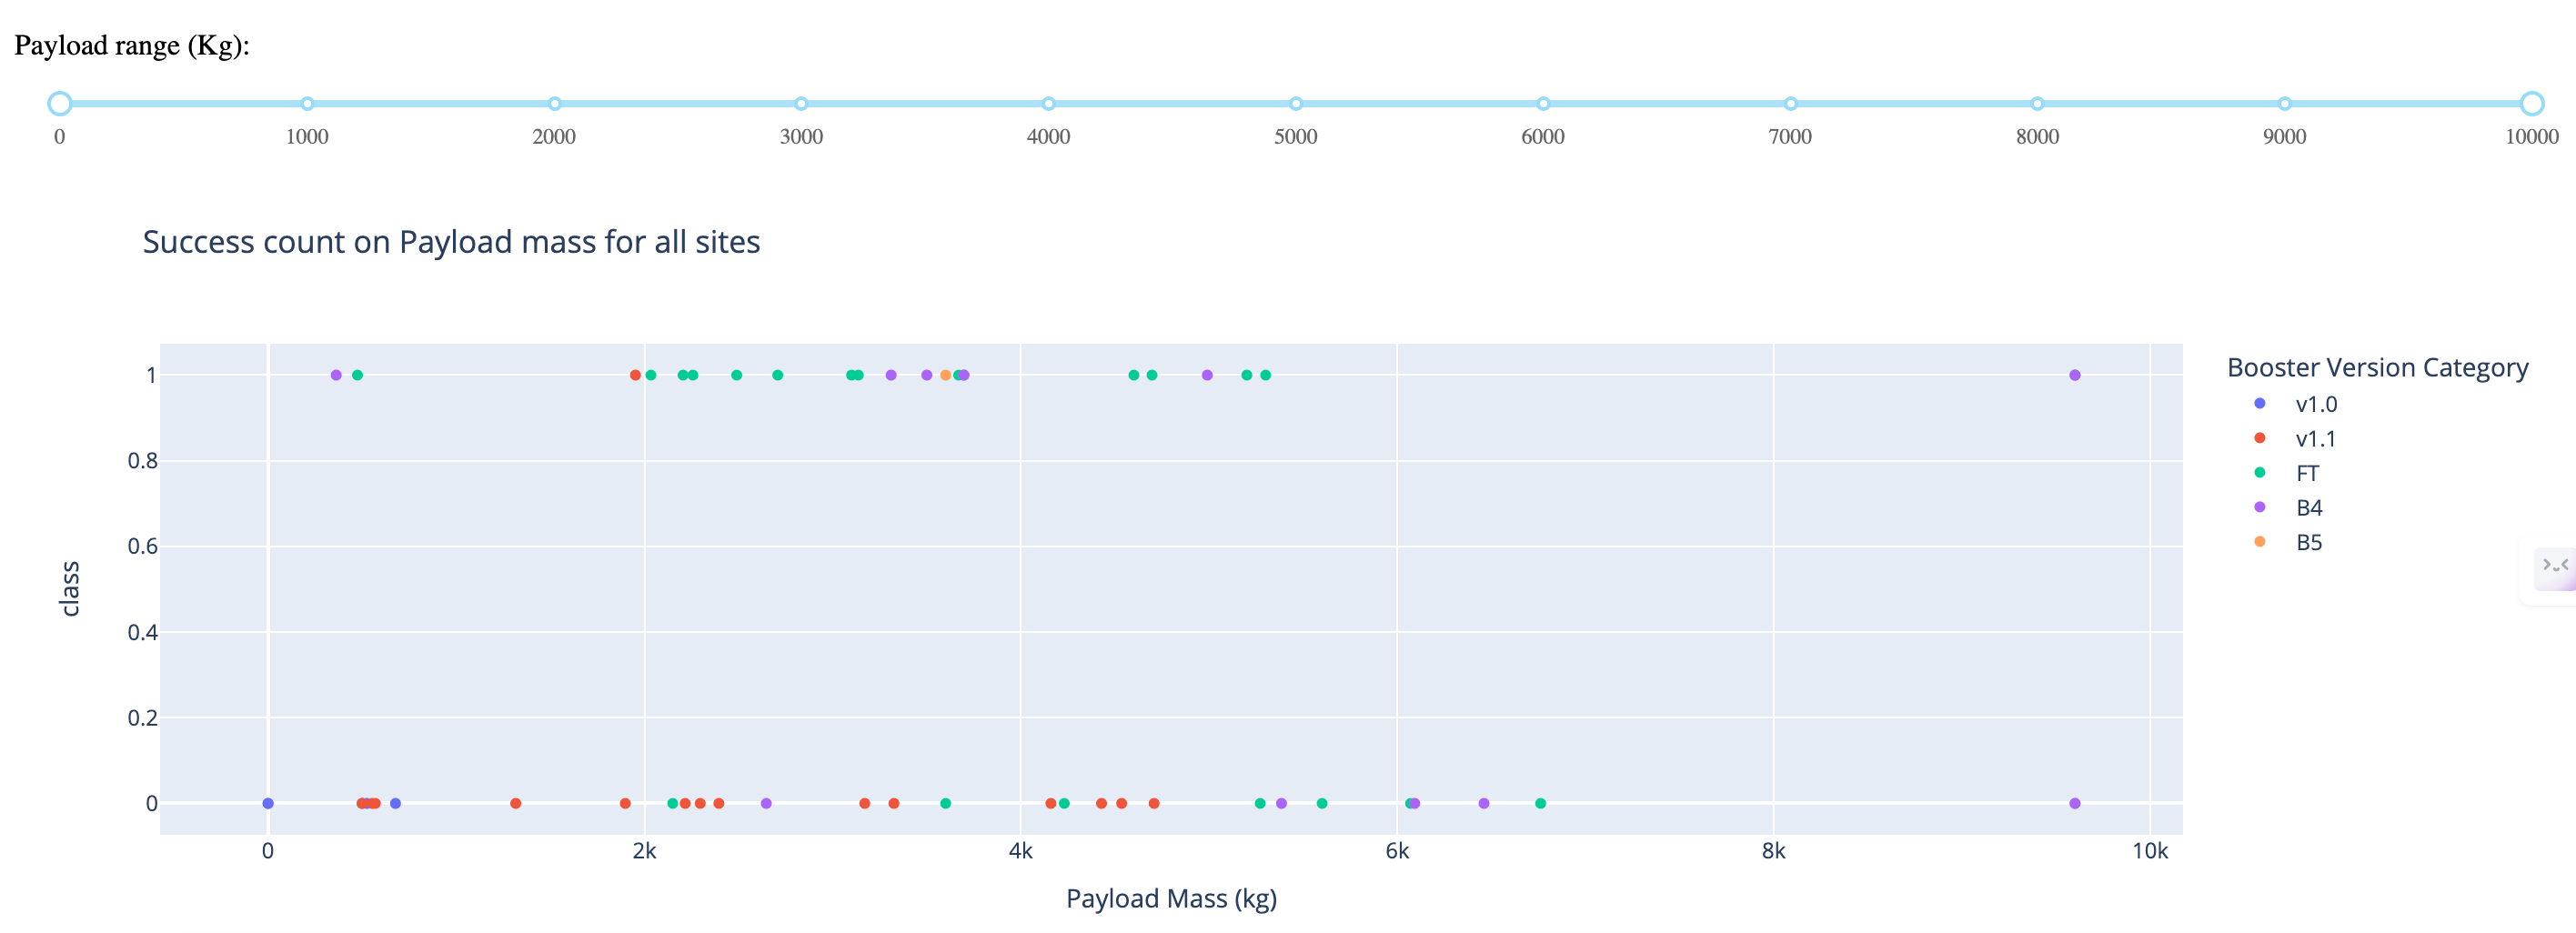 Payload range (Kg):
0 1000 2000 3000 4000 5000 6000 7000 8000 9000 10000
Success count on Payload mass for all sites
Booster Version Category
v1.0
v1.1
FT
B4
B5
1
0.8
0.6
0.4
0.2
0
class
0 2k 4k 6k 8k 10k
Payload Mass (kg)